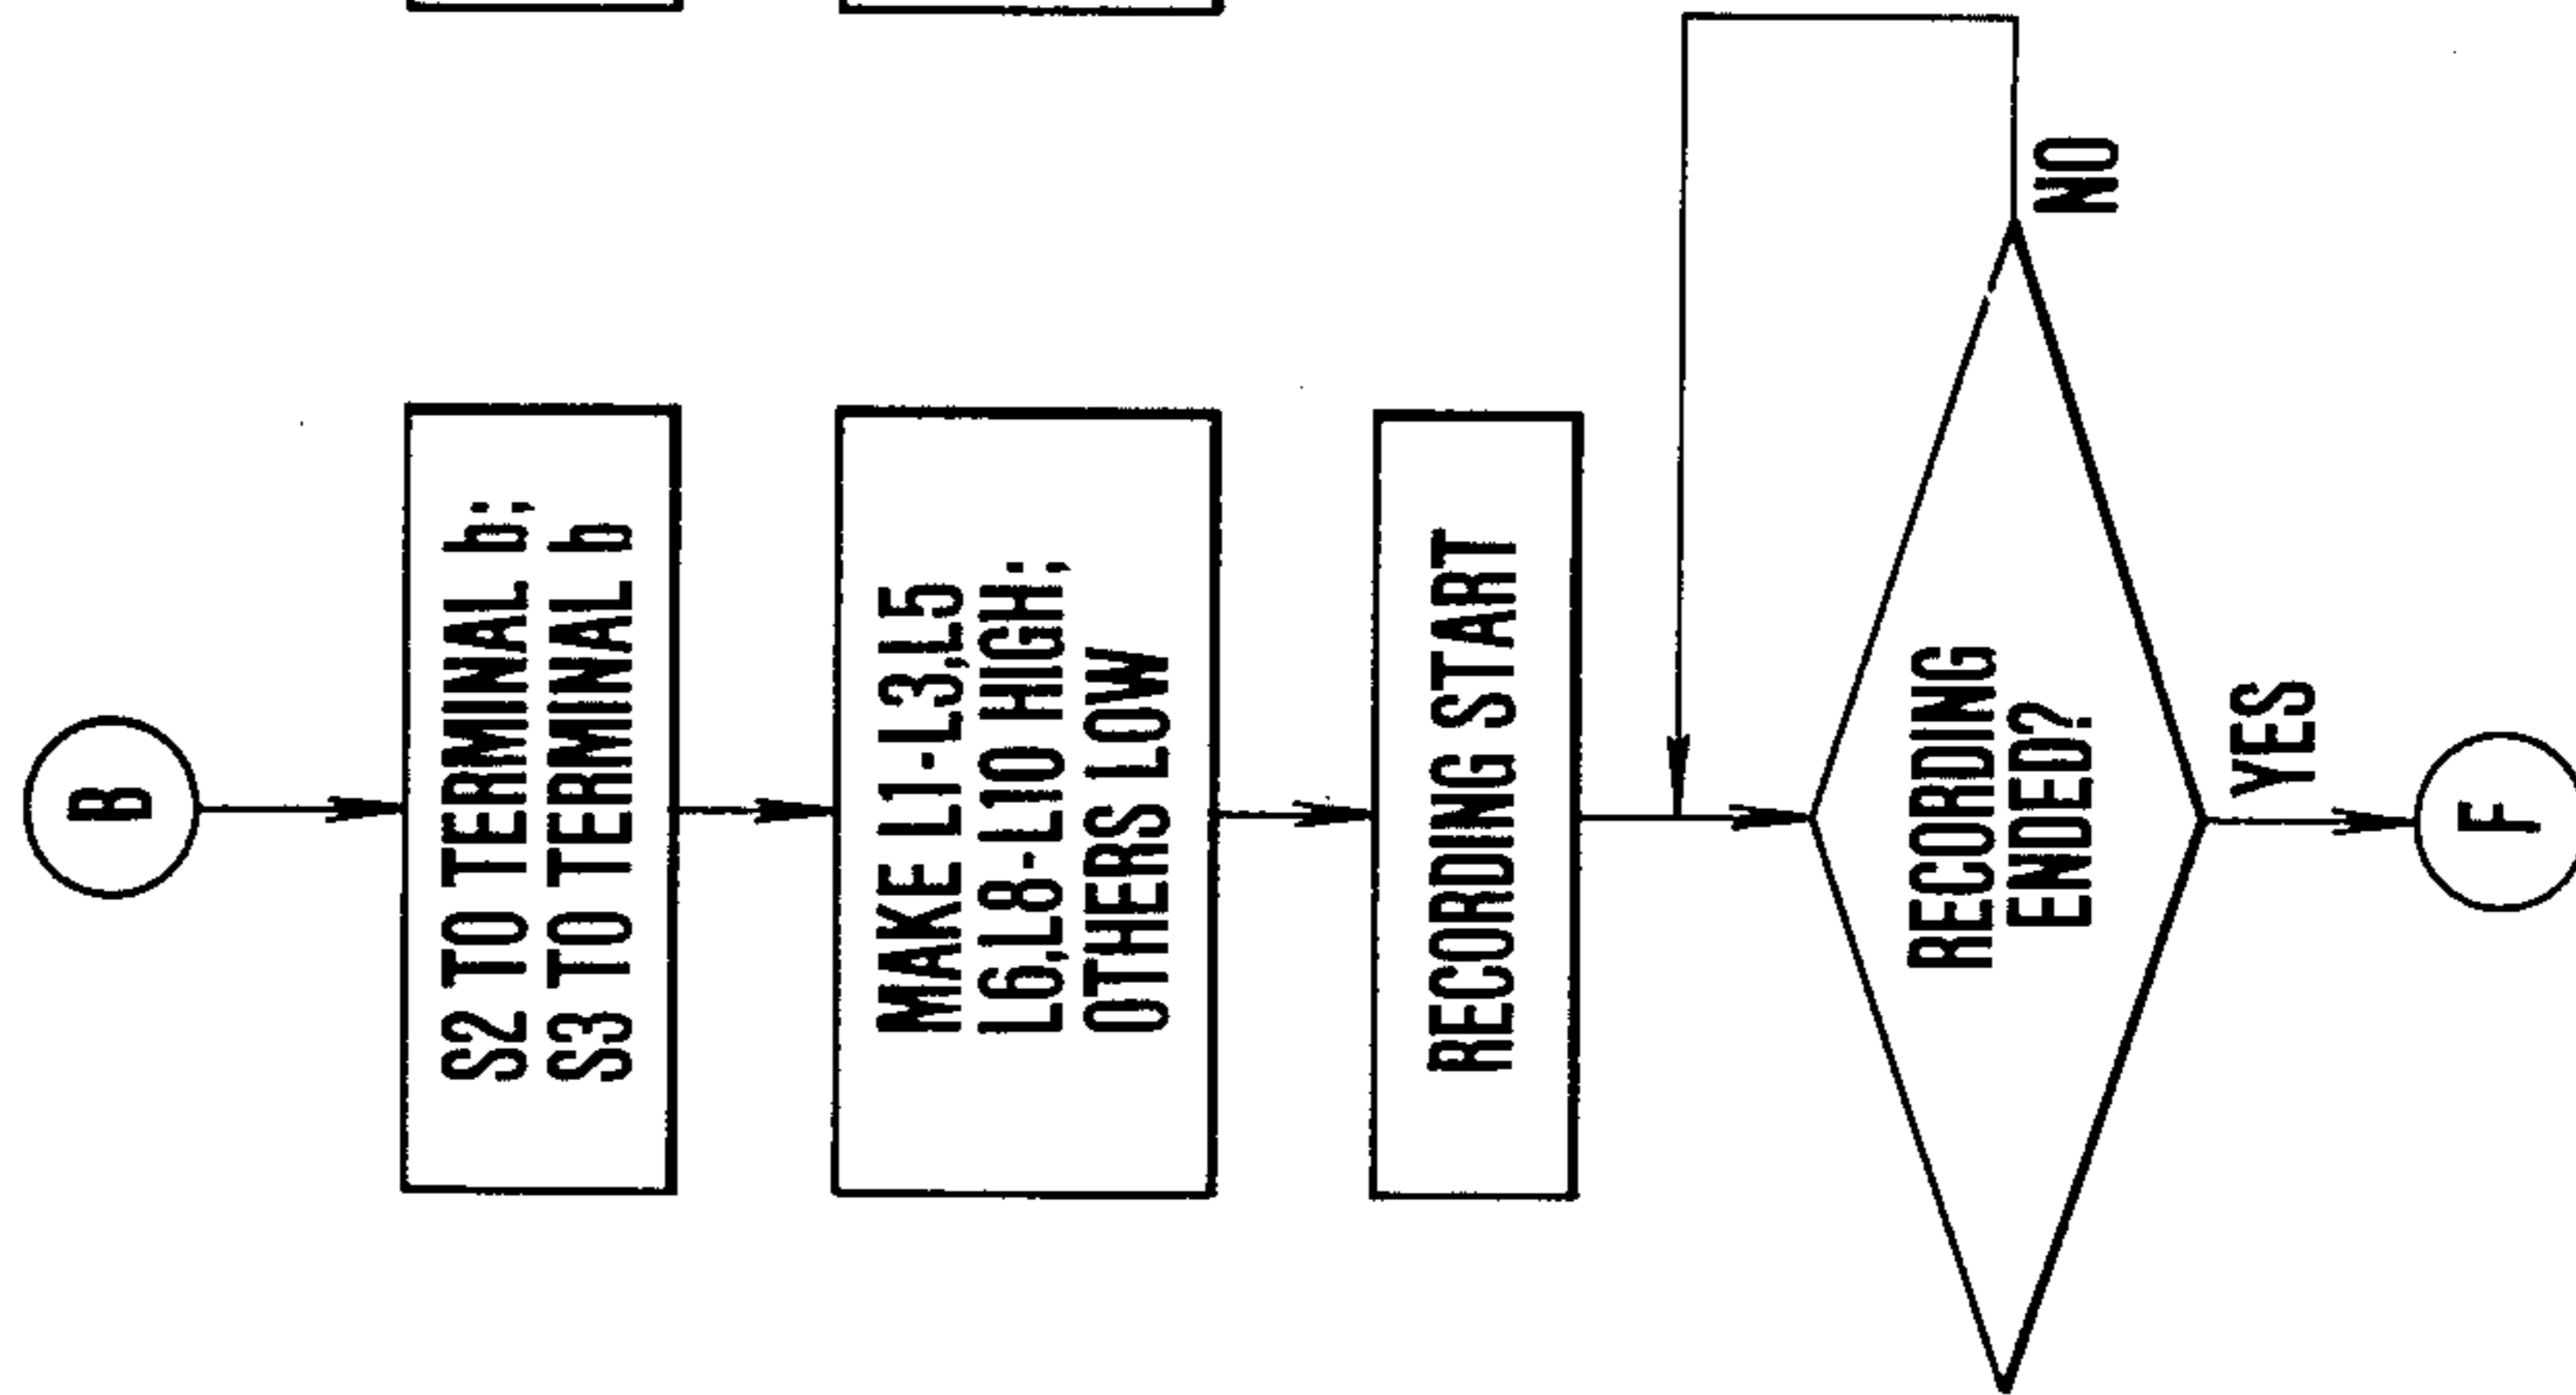 B
S2 TO TERMINAL b;
S3 TO TERMINAL b
MAKE L1-L3,L5
L6,L8-L10 HIGH;
OTHERS LOW
RECORDING START
RECORDING
ENDED?
NO
YES
F